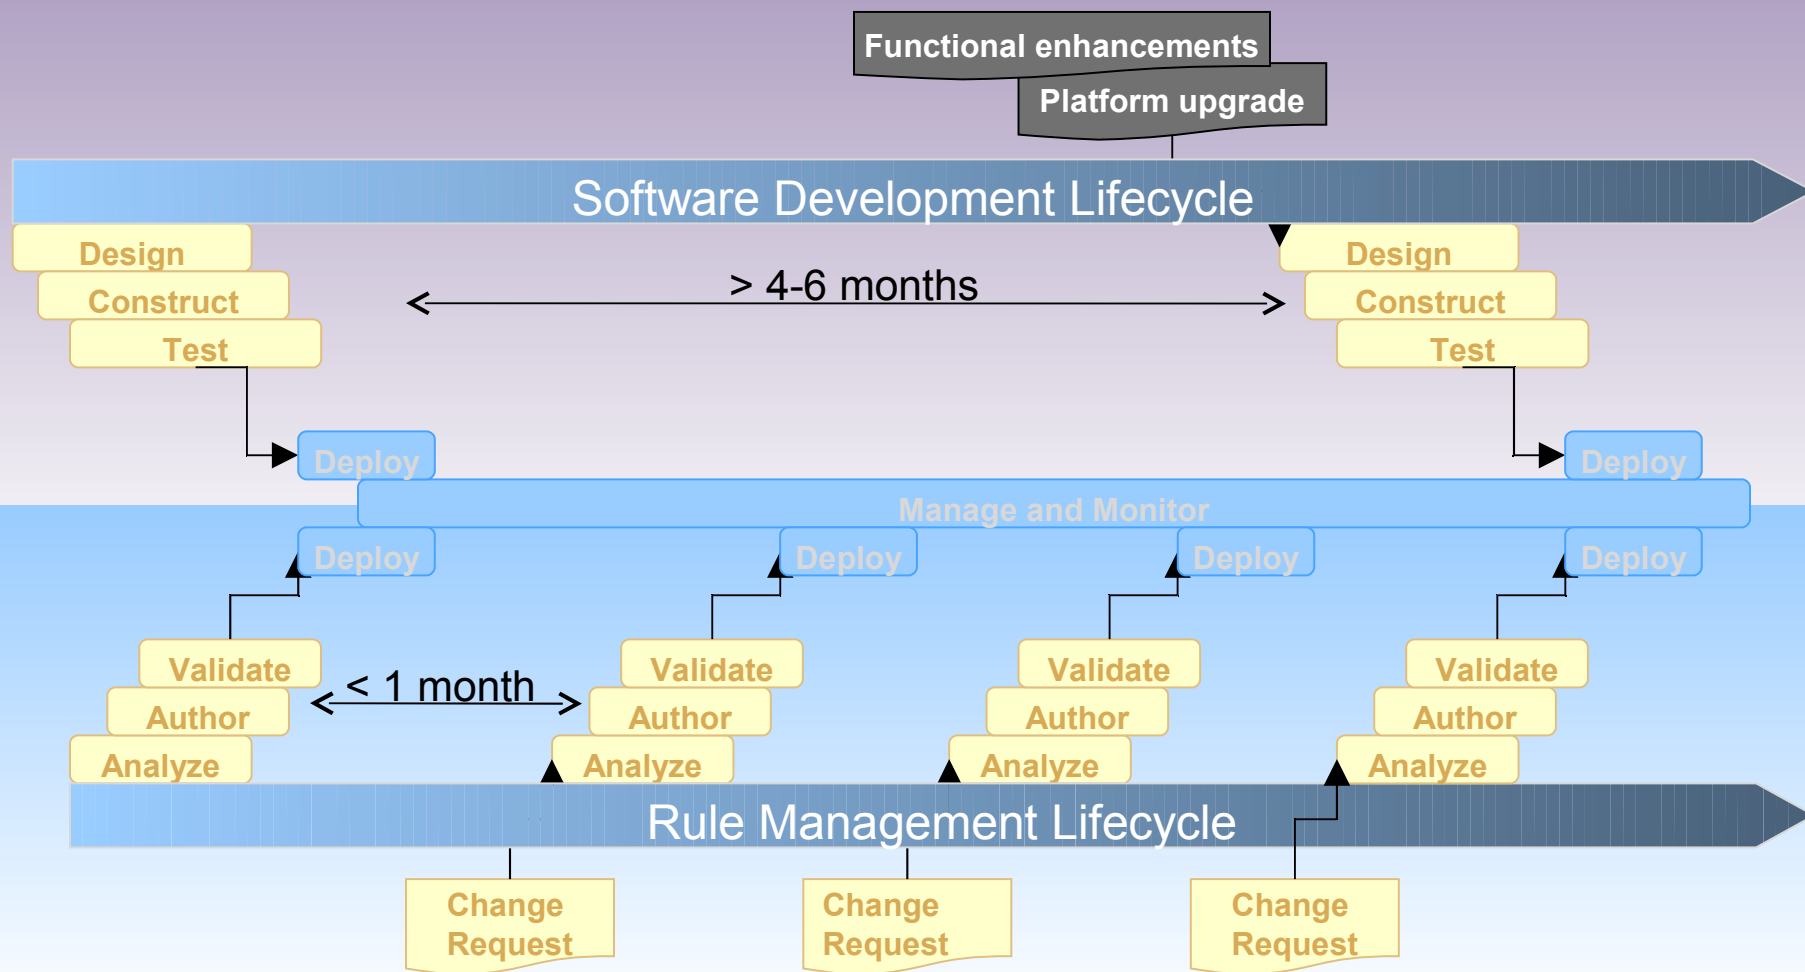 Functional enhancements
Platform upgrade
Software Development Lifecycle
Design
Design
> 4-6 months
Construct
Construct
Test
Test
Deploy
Deploy
Manage and Monitor
Deploy
Deploy
Deploy
Deploy
Validate
Validate
Validate
Validate
< 1 month
Author
Author
Author
Author
Analyze
Analyze
Analyze
Analyze
Rule Management Lifecycle
Change
Request
Change
Request
Change
Request